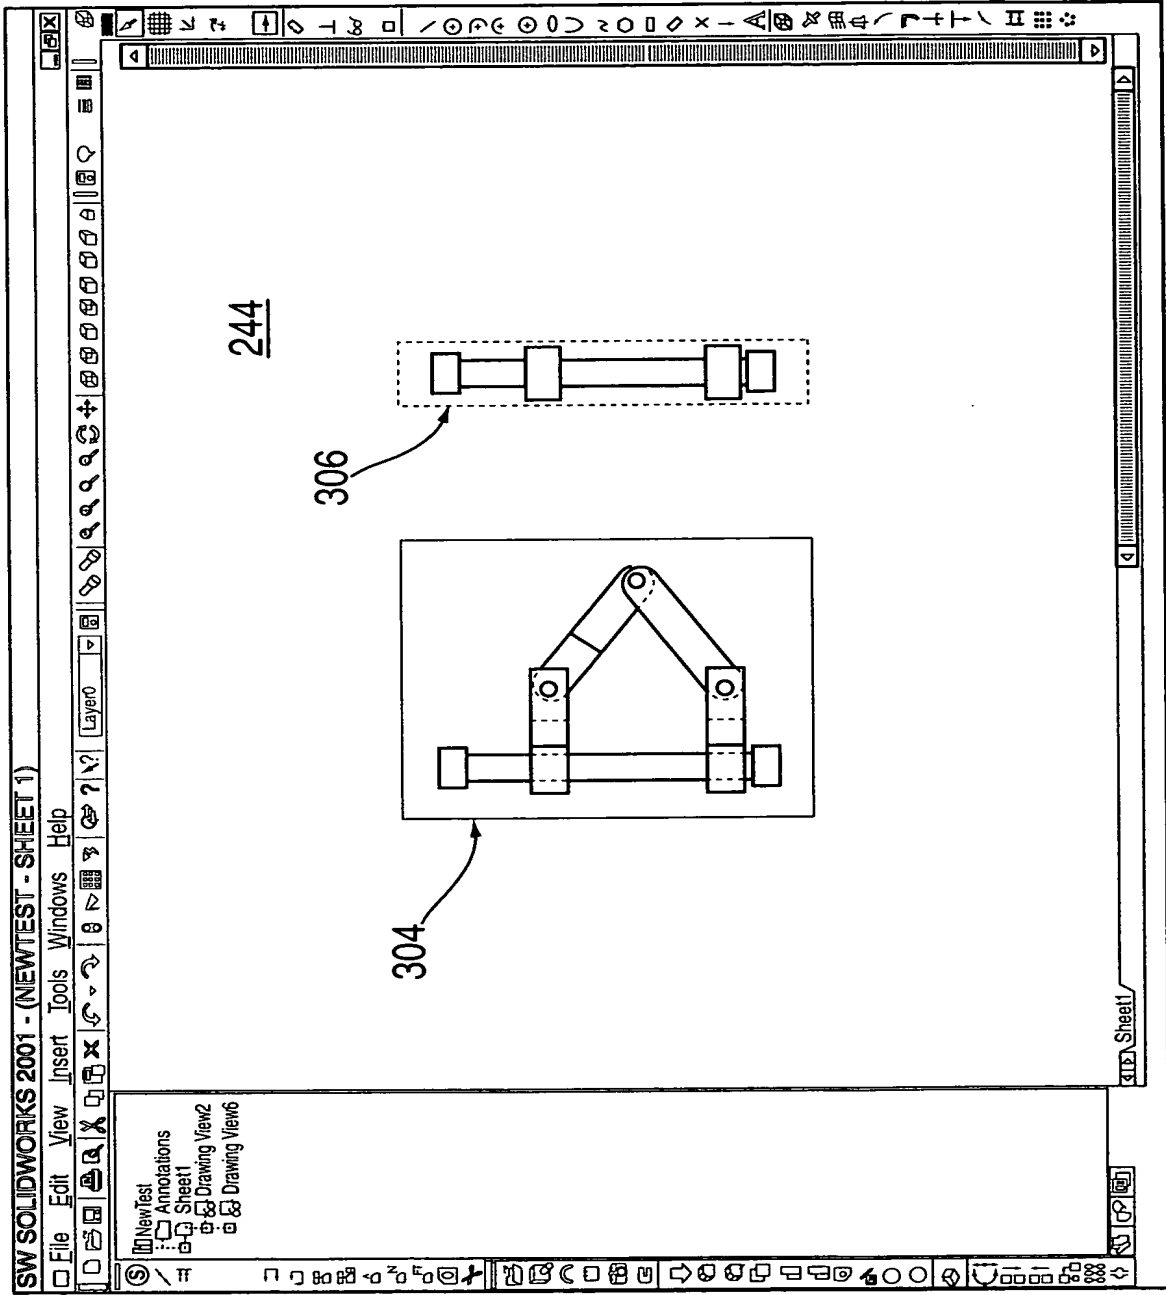 SW SOLIDWORKS 2001 - (NEWTEST - SHEET 1)
File Edit View Insert Tools Windows Help
Layer0
NewTest
Annotations
Sheet1
Drawing View2
Drawing View6
244
306
304
Sheet1